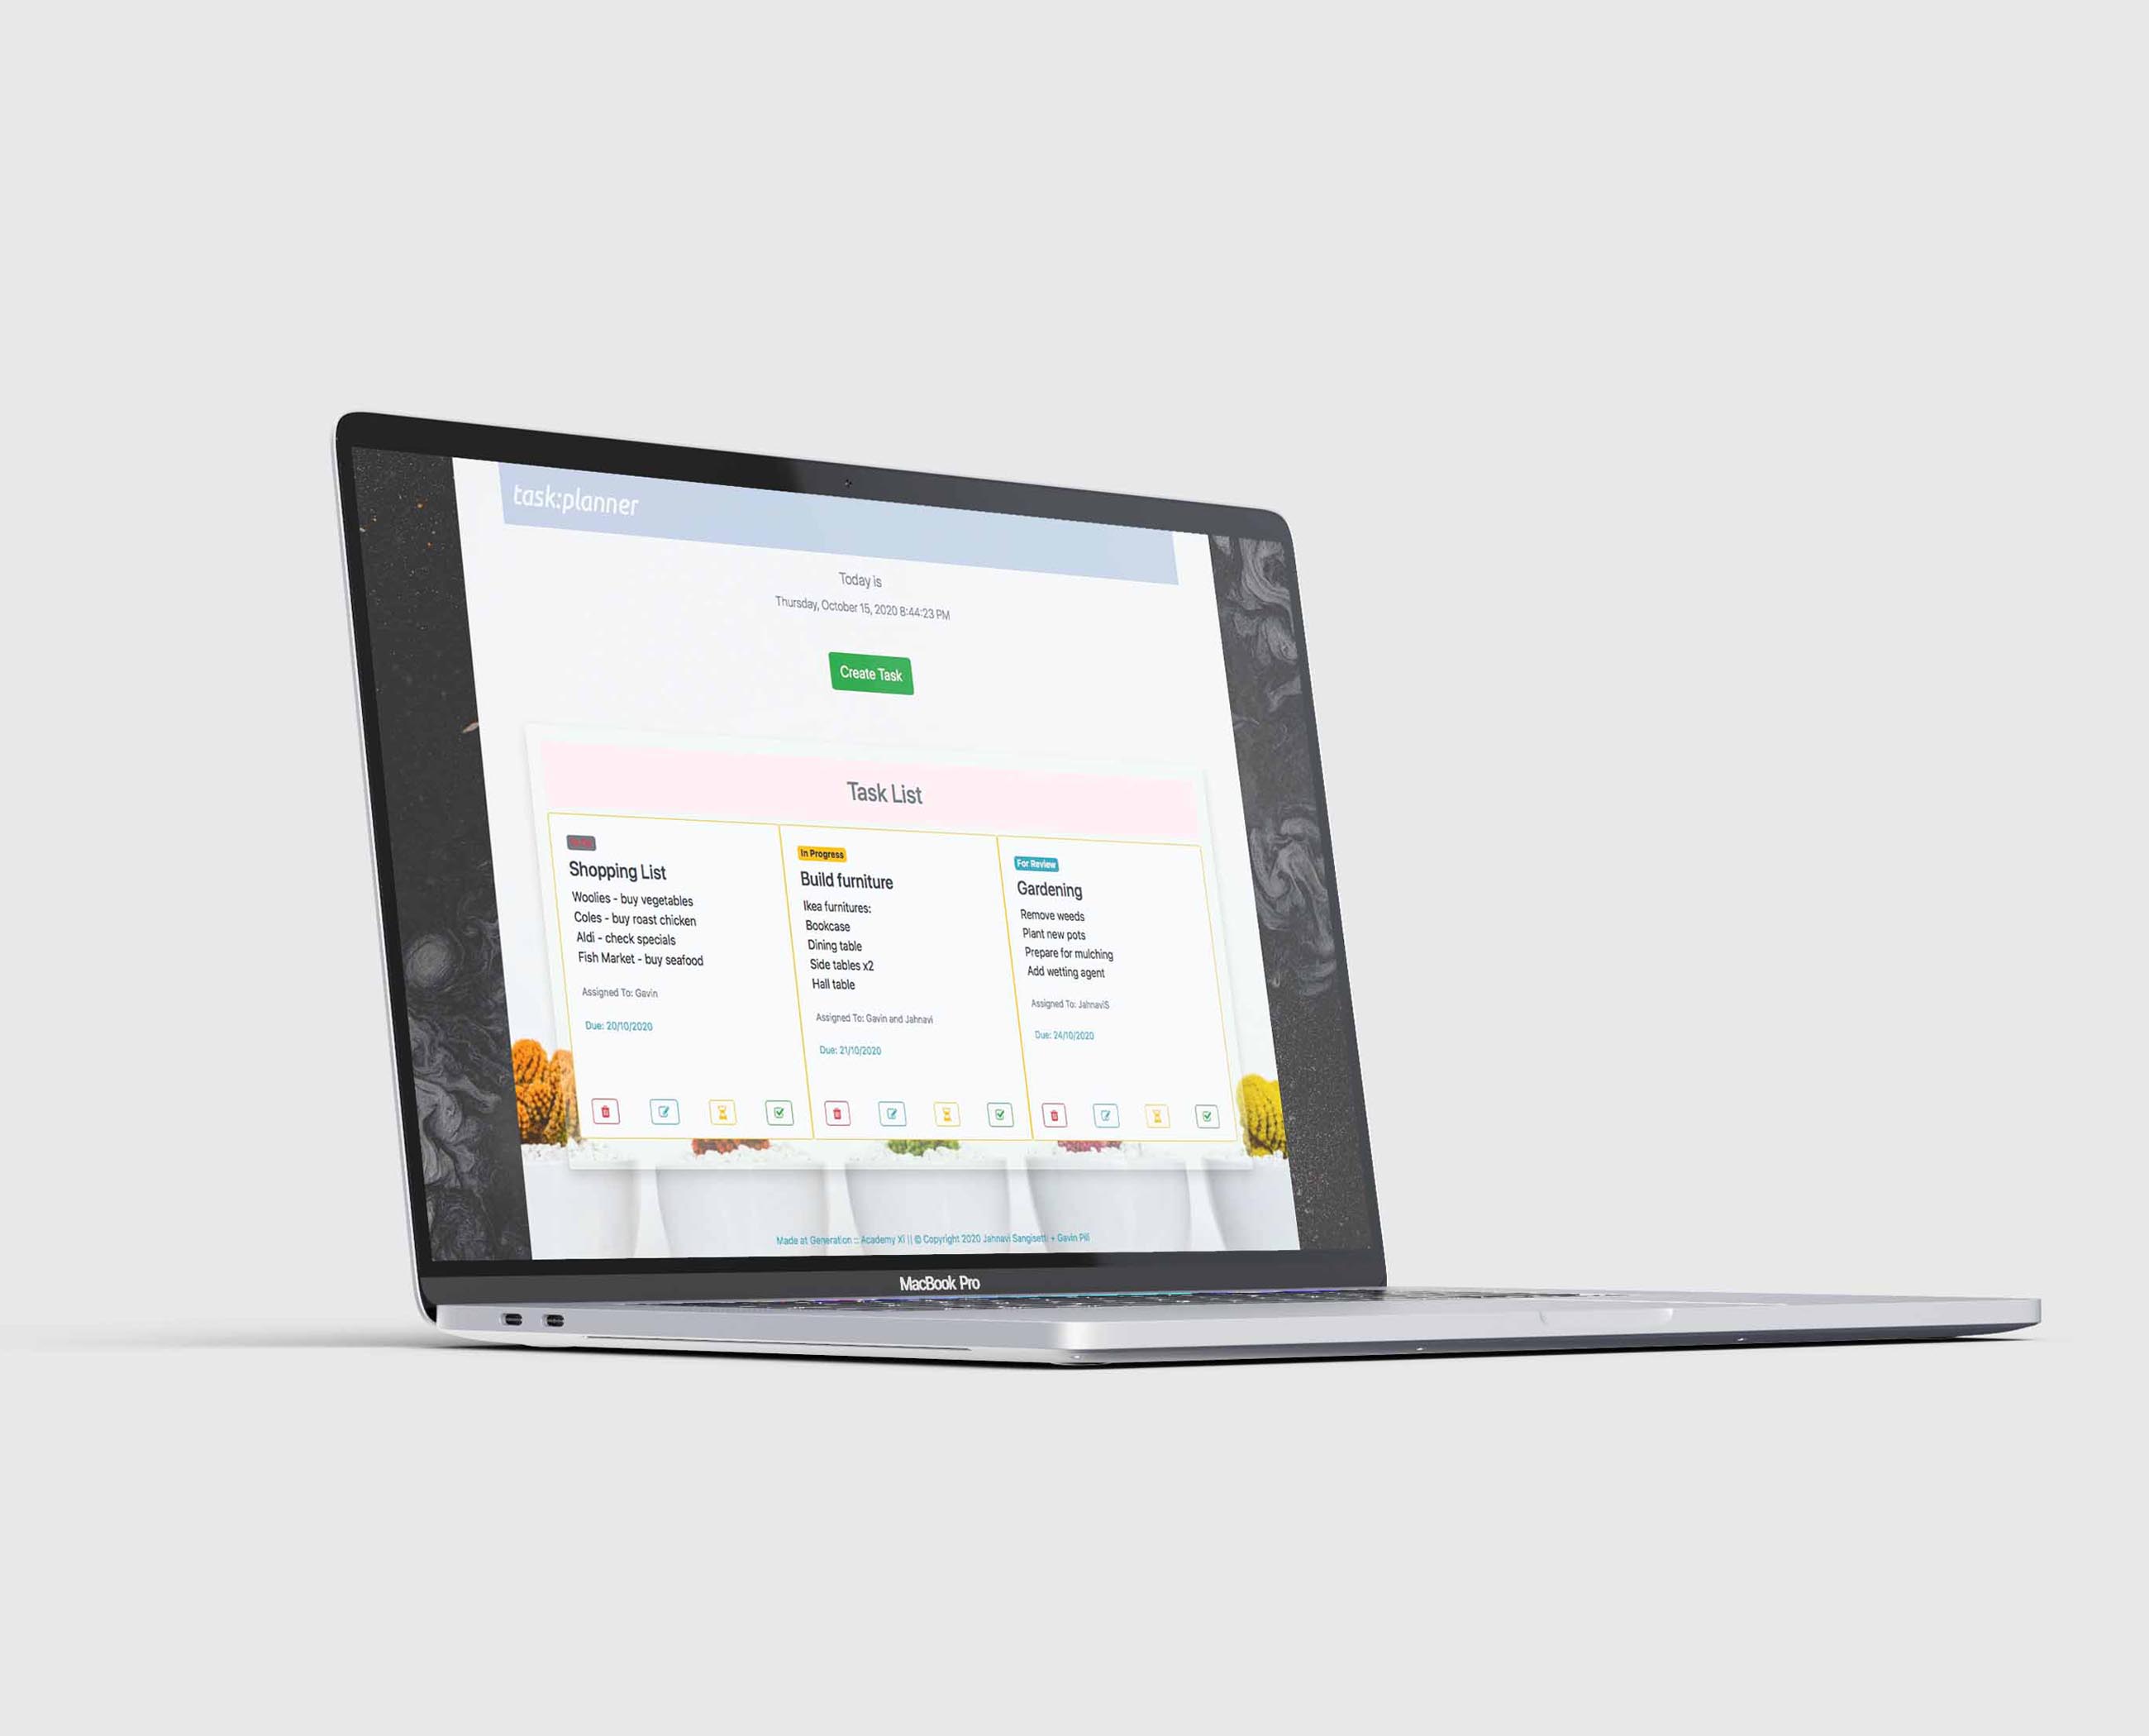 task:planner
Today is
Thursday, October 15, 2020 8:44:23 PM
Create Task
Task List
Shopping List
Woolies - buy vegetables
Coles - buy roast chicken
Aldi - check specials
Fish Market - buy seafood
Assigned To: Gavin
Due: 20/10/2020
In Progress
Build furniture
Ikea furnitures:
Bookcase
Dining table
Side tables x2
Hall table
Assigned To: Gavin and Jahnavi
Due: 21/10/2020
For Review
Gardening
Remove weeds
Plant new pots
Prepare for mulching
Add wetting agent
Assigned To: JahnaviS
Due: 24/10/2020
Made at Generation :: Academy Xi || © Copyright 2020 Jahnavi Sangisetti + Gavin Pili
MacBook Pro